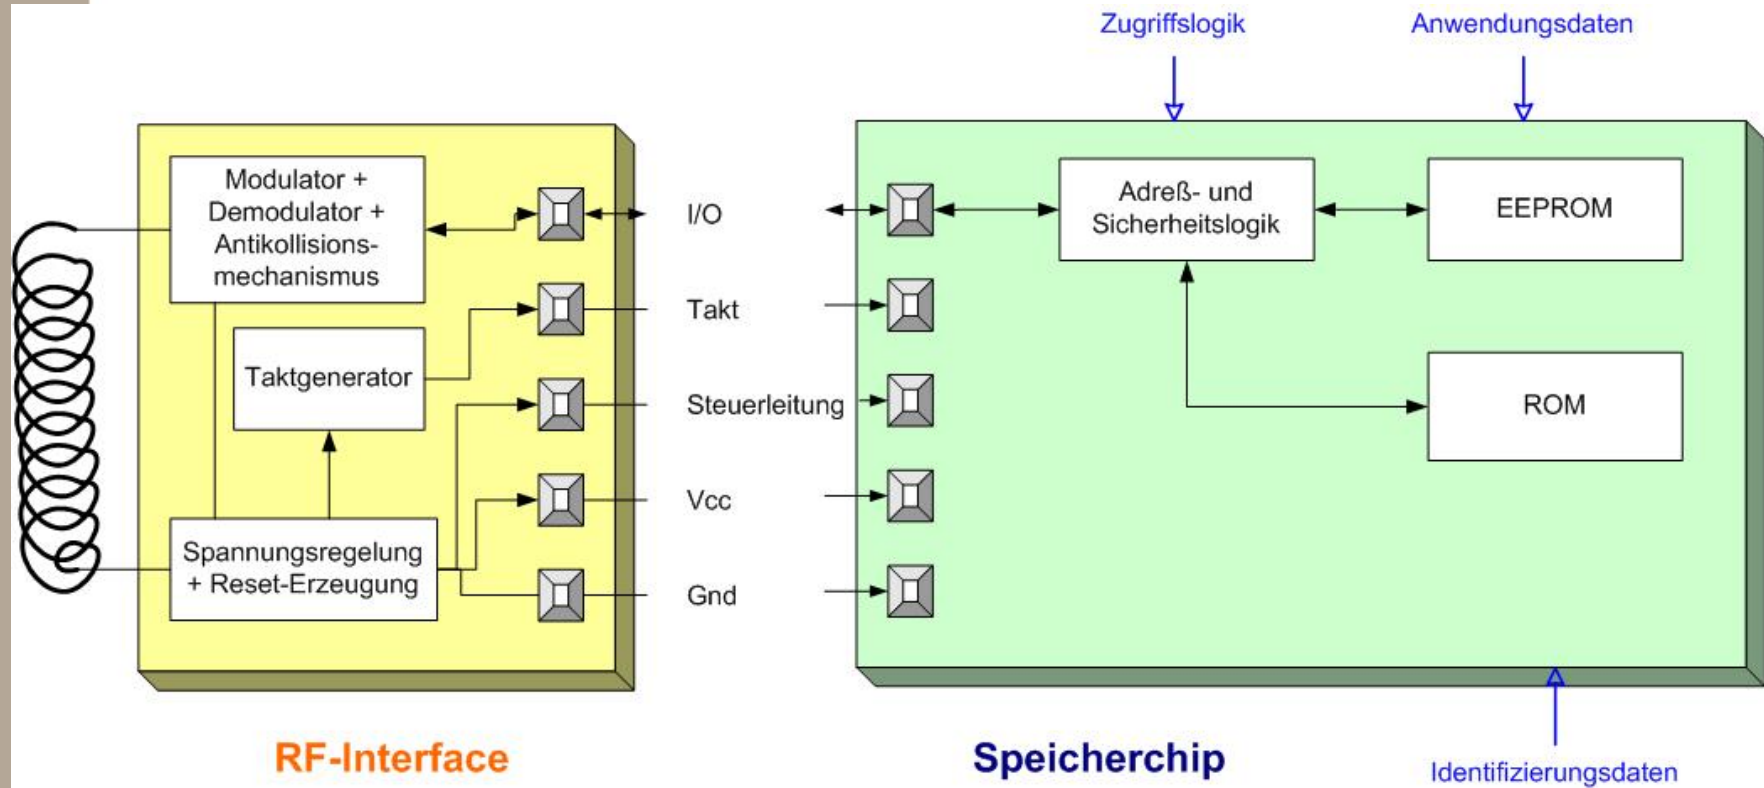 Zugriffslogik
Anwendungsdaten
Modulator +
Demodulator +
Antikollisions-
mechanismus
Taktgenerator
Spannungsregelung
+ Reset-Erzeugung
I/O
Takt
Steuerleitung
Vcc
Gnd
Adreß- und
Sicherheitslogik
EEPROM
ROM
RF-Interface
Speicherchip
Identifizierungsdaten